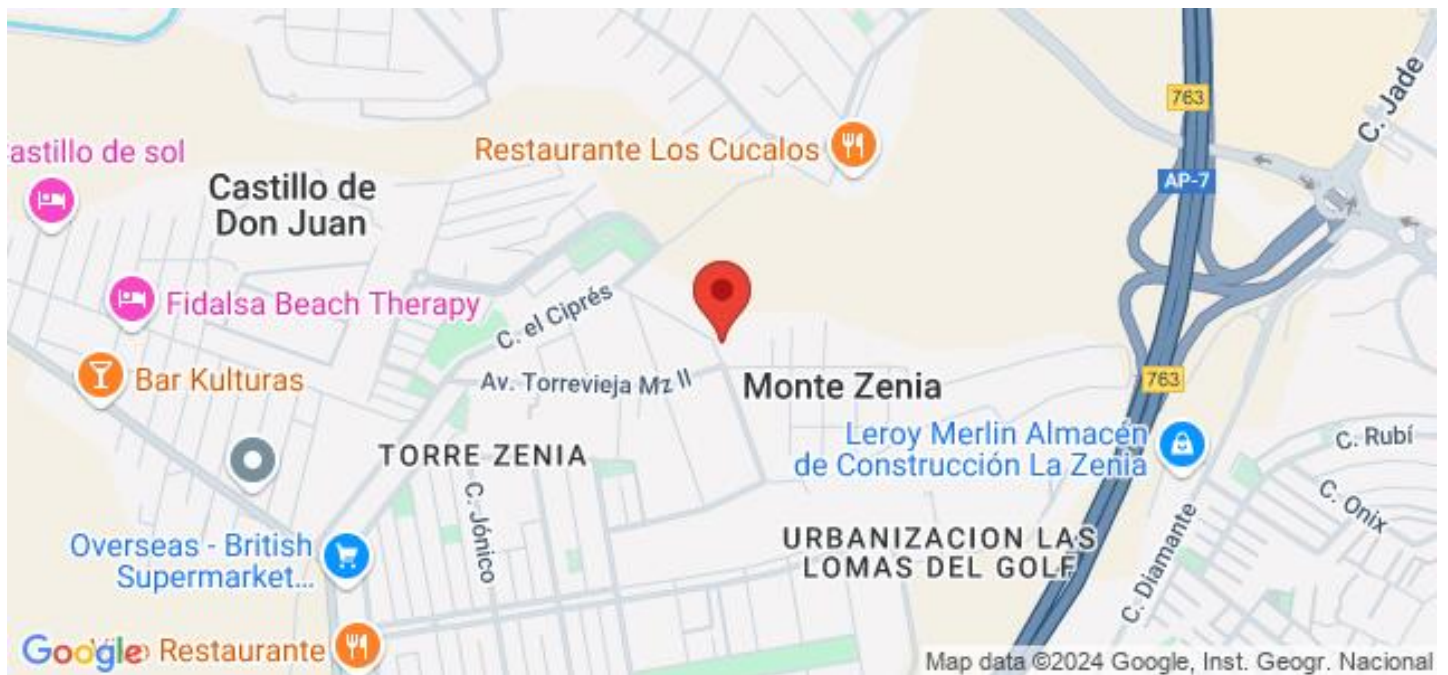 763
C. Jade
Restaurante Los Cucalos
astillo de sol
Castillo de
Don Juan
AP-7
Fidalsa Beach Therapy
C. el Ciprés
Bar Kulturas
Av. Torrevieja Mz II
Monte Zenia
763
Leroy Merlin Almacén
de Construcción La Zenia
C. Rubí
TORRE ZENIA
C. Onix
C. Jónico
Overseas - British
Supermarket...
URBANIZACION LAS
LOMAS DEL GOLF
C. Diamante
Google
Restaurante
Map data ©2024 Google, Inst. Geogr. Nacional